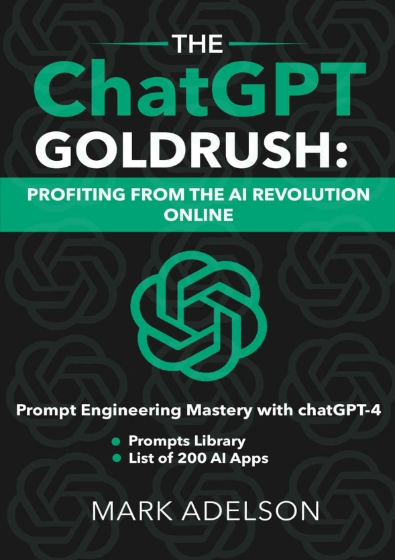 THE
ChatGPT
GOLDRUSH:
PROFITING FROM THE AI REVOLUTION
ONLINE
Prompt Engineering Mastery with chatGPT-4
Prompts Library
List of 200 AI Apps
MARK ADELSON